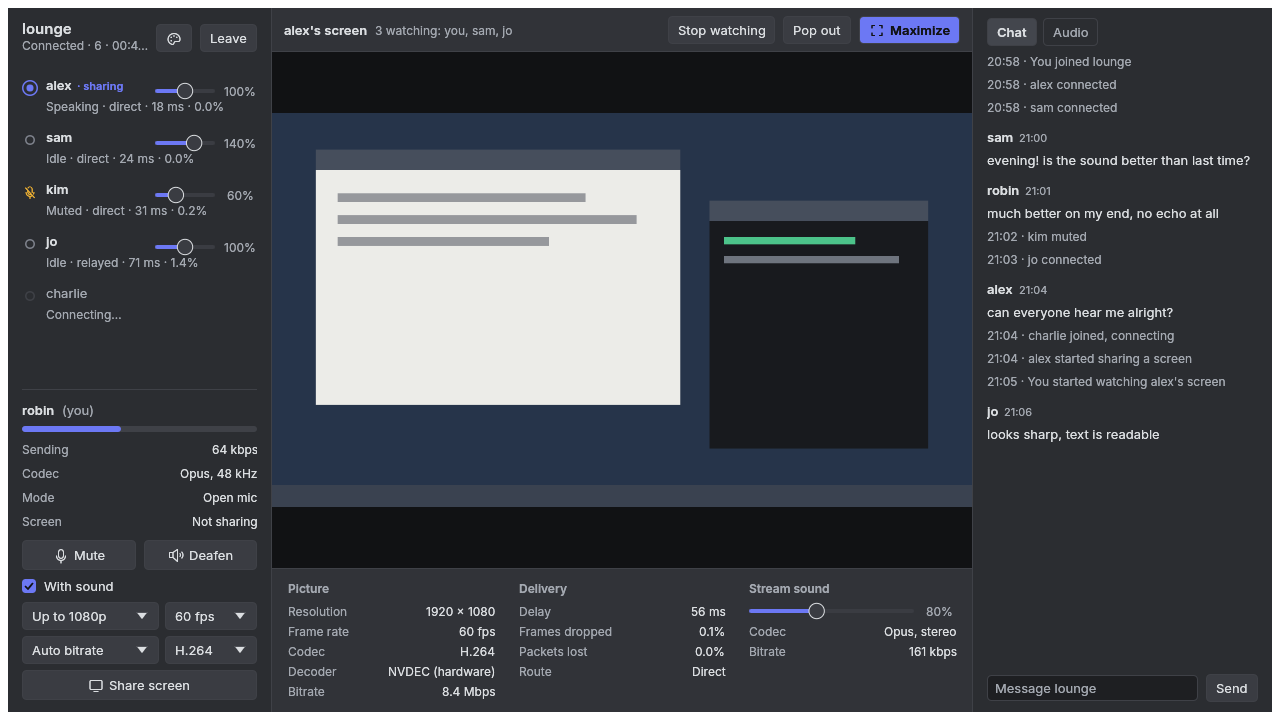 lounge
Connected · 6 · 00:4...
Leave
alex · sharing
100%
Speaking · direct · 18 ms · 0.0%
sam
140%
Idle · direct · 24 ms · 0.0%
kim
60%
Muted · direct · 31 ms · 0.2%
jo
100%
Idle · relayed · 71 ms · 1.4%
charlie
Connecting...
robin (you)
Sending 64 kbps
Codec Opus, 48 kHz
Mode Open mic
Screen Not sharing
Mute Deafen
With sound
Up to 1080p 60 fps
Auto bitrate H.264
Share screen
alex's screen 3 watching: you, sam, jo
Stop watching Pop out Maximize
Picture
Resolution 1920 × 1080
Frame rate 60 fps
Codec H.264
Decoder NVDEC (hardware)
Bitrate 8.4 Mbps
Delivery
Delay 56 ms
Frames dropped 0.1%
Packets lost 0.0%
Route Direct
Stream sound
80%
Codec Opus, stereo
Bitrate 161 kbps
Chat Audio
20:58 · You joined lounge
20:58 · alex connected
20:58 · sam connected
sam 21:00
evening! is the sound better than last time?
robin 21:01
much better on my end, no echo at all
21:02 · kim muted
21:03 · jo connected
alex 21:04
can everyone hear me alright?
21:04 · charlie joined, connecting
21:04 · alex started sharing a screen
21:05 · You started watching alex's screen
jo 21:06
looks sharp, text is readable
Message lounge
Send